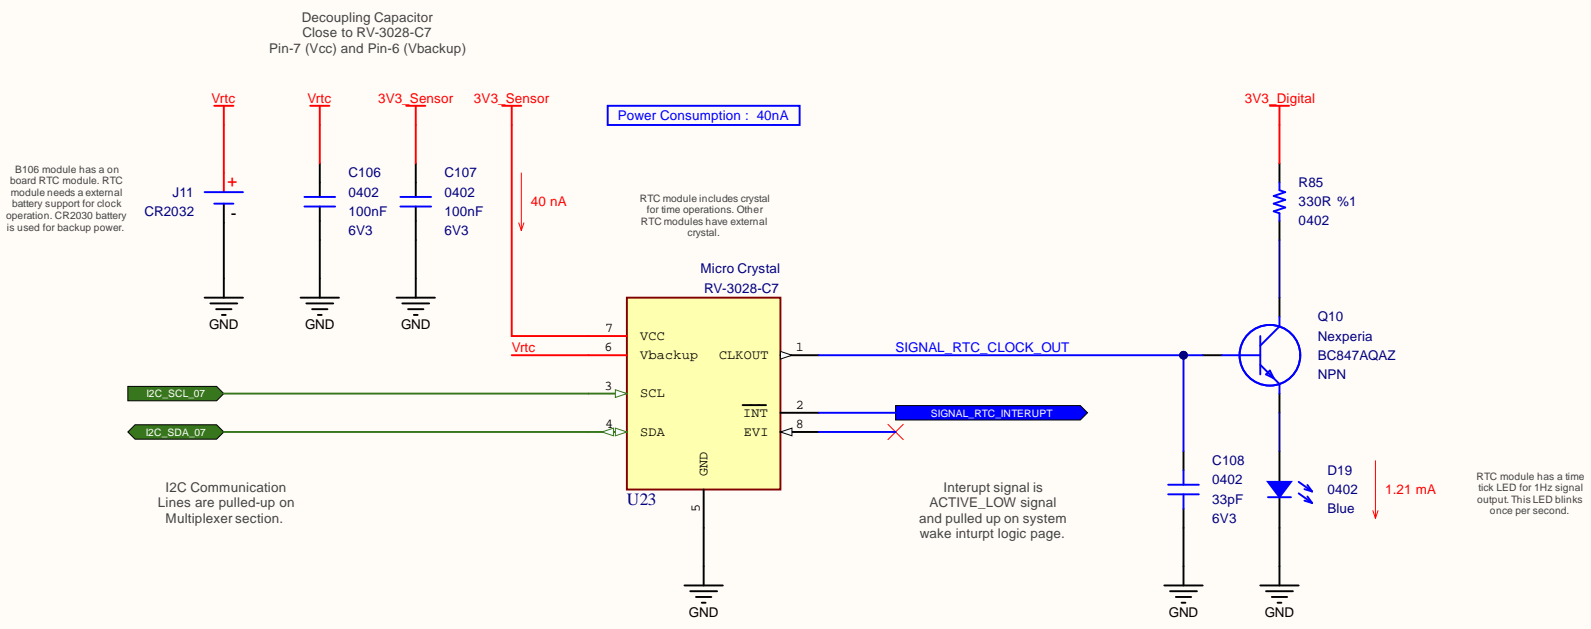 Decoupling Capacitor
Close to RV-3028-C7
Pin-7 (Vcc) and Pin-6 (Vbackup)
Vrtc
Vrtc
3V3_Sensor
3V3_Sensor
Power Consumption : 40nA
3V3_Digital
B106 module has a on
board RTC module. RTC
module needs a external
battery support for clock
operation. CR2030 battery
is used for backup power.
J11
CR2032
+
-
C106
0402
100nF
6V3
C107
0402
100nF
6V3
40 nA
RTC module includes crystal
for time operations. Other
RTC modules have external
crystal.
R85
330R %1
0402
GND
GND
GND
Micro Crystal
RV-3028-C7
7
VCC
Vrtc
6
Vbackup
CLKOUT
1
SIGNAL_RTC_CLOCK_OUT
Q10
Nexperia
BC847AQAZ
NPN
I2C_SCL_07
3
SCL
I2C_SDA_07
4
SDA
INT
2
SIGNAL_RTC_INTERUPT
EVI
8
GND
U23
5
GND
I2C Communication
Lines are pulled-up on
Multiplexer section.
Interupt signal is
ACTIVE_LOW signal
and pulled up on system
wake inturpt logic page.
C108
0402
33pF
6V3
D19
0402
Blue
1.21 mA
RTC module has a time
tick LED for 1Hz signal
output. This LED blinks
once per second.
GND
GND